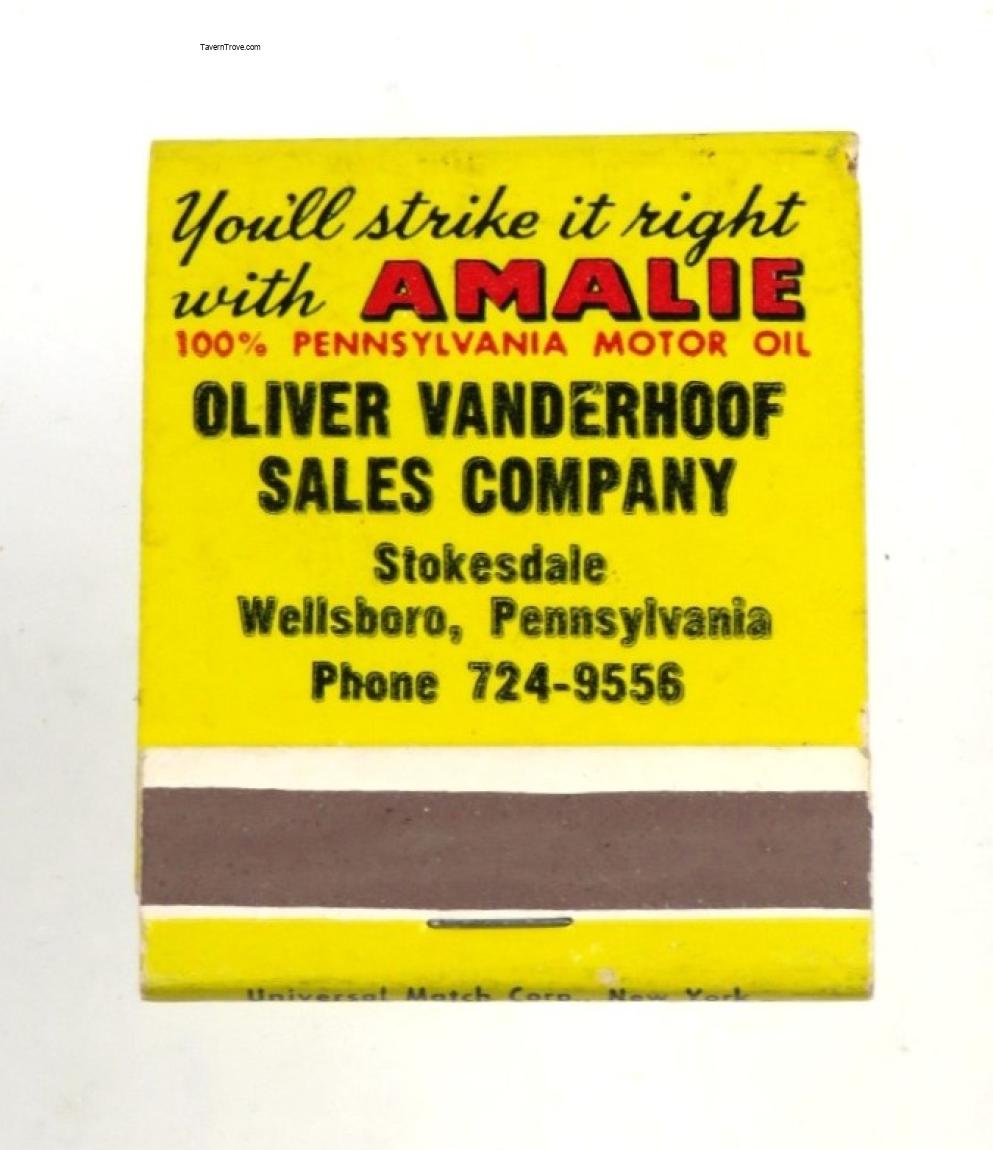 TavernTrove.com
You'll strike it right
with AMALIE
100% PENNSYLVANIA MOTOR OIL
OLIVER VANDERHOOF
SALES COMPANY
Stokesdale
Wellsboro, Pennsylvania
Phone 724-9556
Universal Match Corp., New York